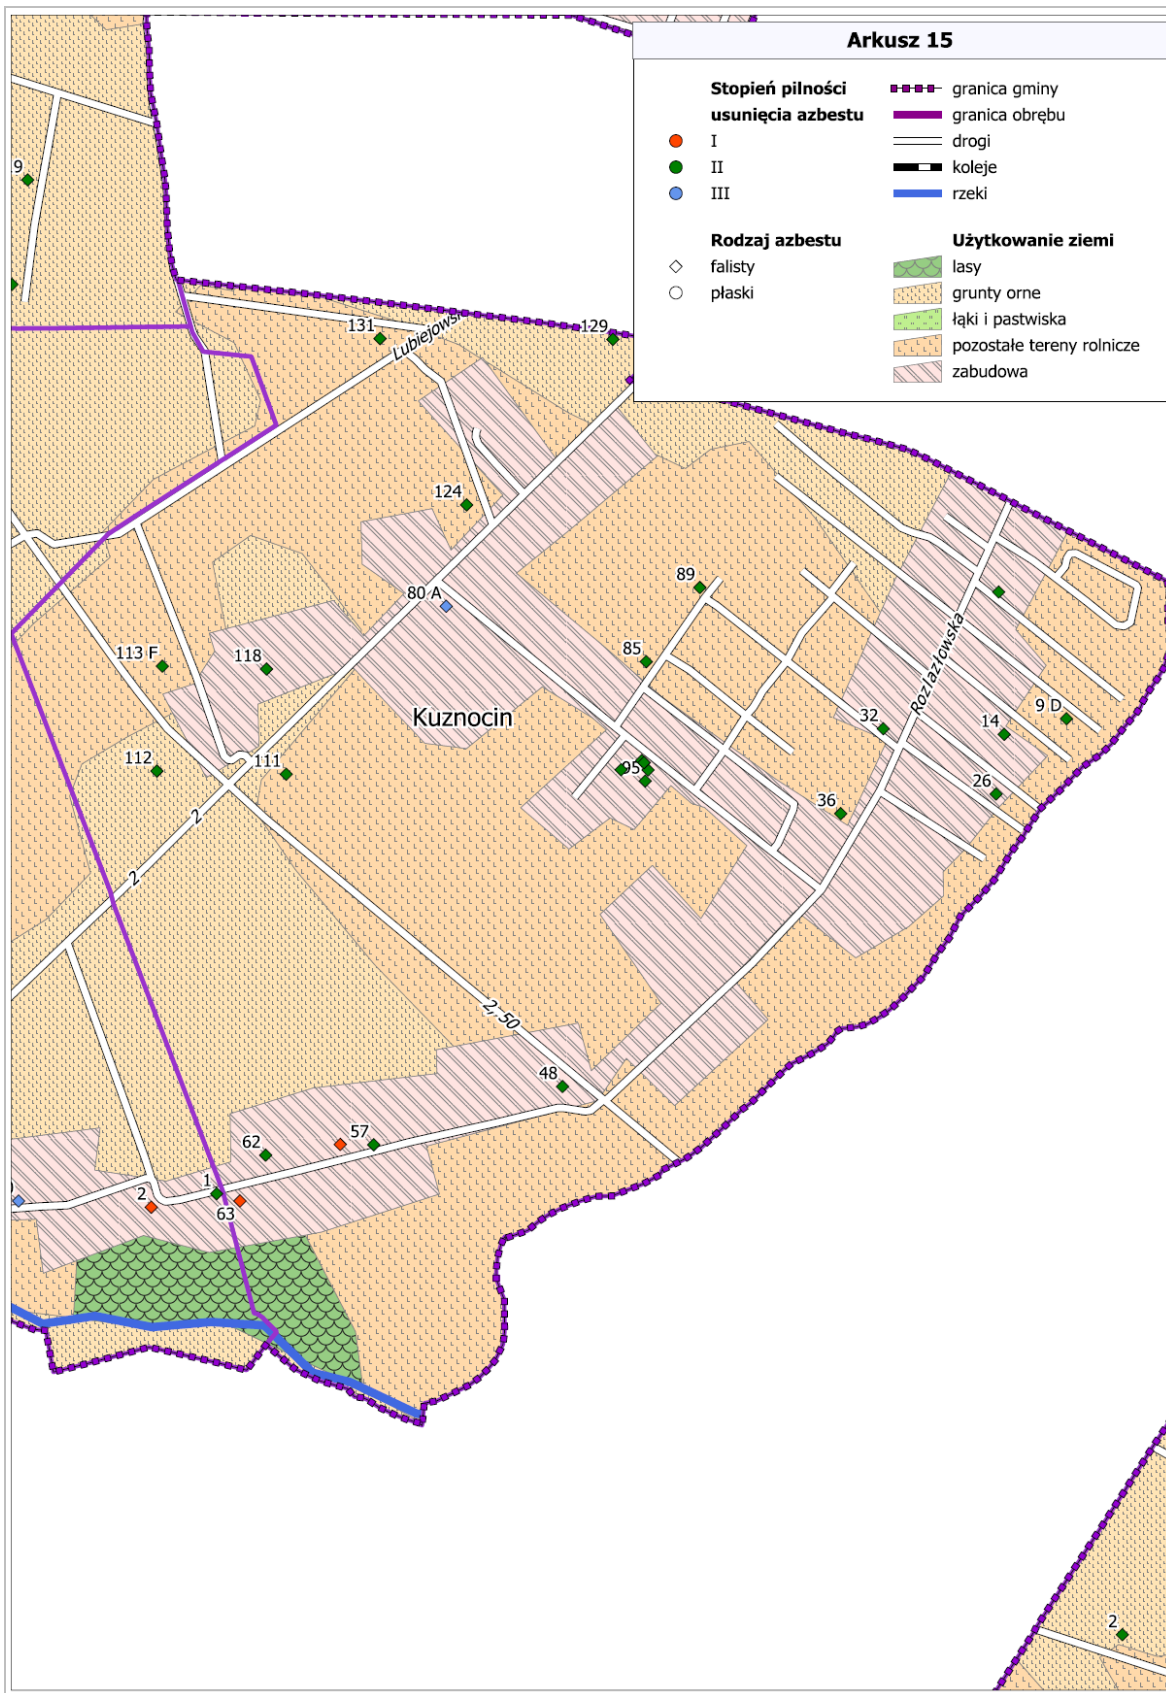 Arkusz 15
Stopień pilności
usunięcia azbestu
I
II
III
Rodzaj azbestu
falisty
płaski
granica gminy
granica obrębu
drogi
koleje
rzeki
Użytkowanie ziemi
lasy
grunty orne
łąki i pastwiska
pozostałe tereny rolnicze
zabudowa
9
131
129
124
89
80 A
85
113 F
118
Kuznocin
Rozlazłowska
32
14
9 D
112
111
95
26
36
2
2
2, 50
48
57
62
1
2
63
2